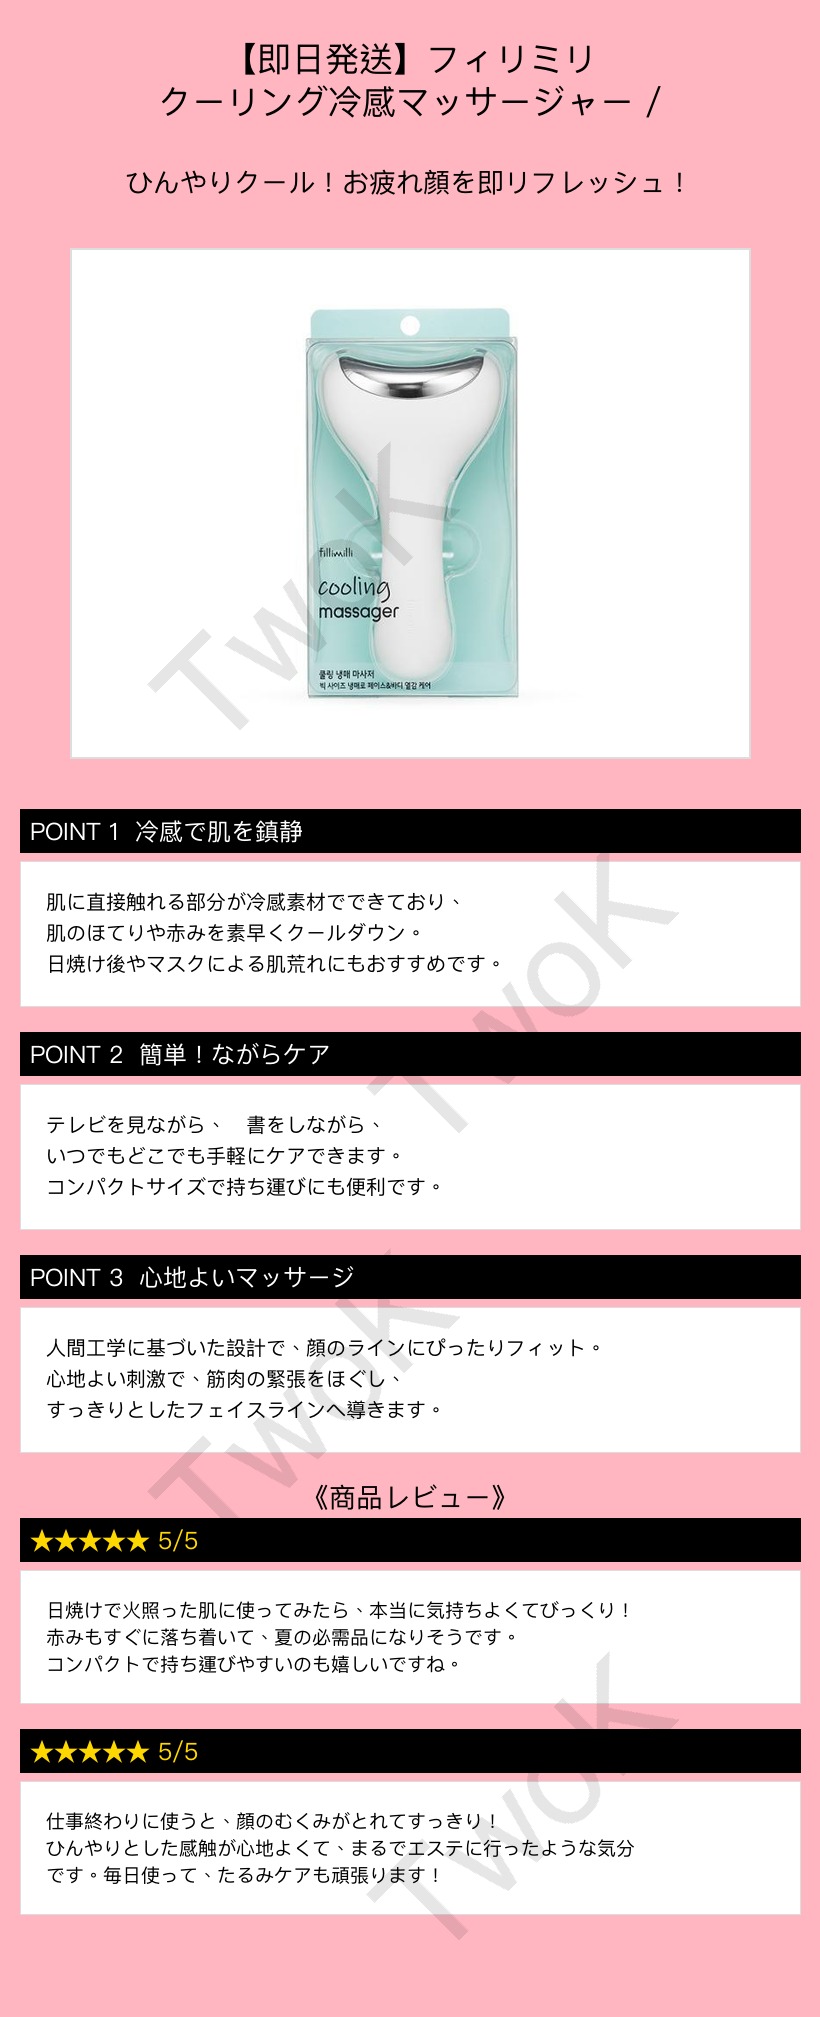 【即日発送】フィリミリ
クーリング冷感マッサージャー /
ひんやりクール！お疲れ顔を即リフレッシュ！
fillimilli
cooling
massager
쿨링 냉매 마사저
빅 사이즈 냉매로 페이스&바디 열감 케어
TwoK
POINT 1 冷感で肌を鎮静
肌に直接触れる部分が冷感素材でできており、
肌のほてりや赤みを素早くクールダウン。
日焼け後やマスクによる肌荒れにもおすすめです。
TwoK
POINT 2 簡単！ながらケア
テレビを見ながら、　書をしながら、
いつでもどこでも手軽にケアできます。
コンパクトサイズで持ち運びにも便利です。
POINT 3 心地よいマッサージ
人間工学に基づいた設計で、顔のラインにぴったりフィット。
心地よい刺激で、筋肉の緊張をほぐし、
すっきりとしたフェイスラインへ導きます。
TwoK
《商品レビュー》
★★★★★ 5/5
日焼けで火照った肌に使ってみたら、本当に気持ちよくてびっくり！
赤みもすぐに落ち着いて、夏の必需品になりそうです。
コンパクトで持ち運びやすいのも嬉しいですね。
★★★★★ 5/5
仕事終わりに使うと、顔のむくみがとれてすっきり！
ひんやりとした感触が心地よくて、まるでエステに行ったような気分
です。毎日使って、たるみケアも頑張ります！
TwoK